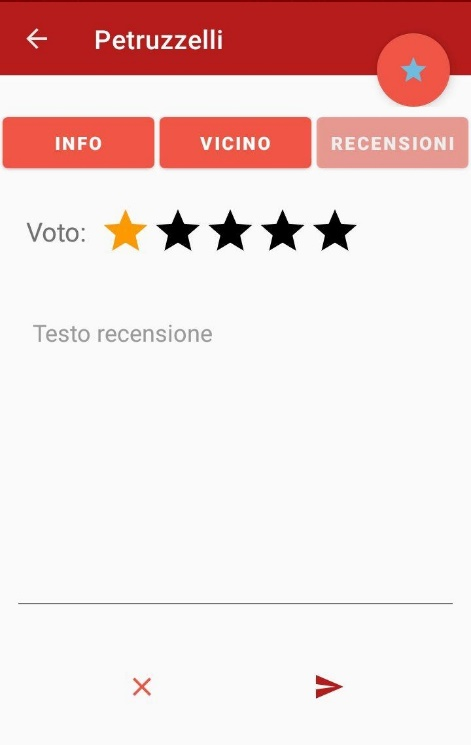 Petruzzelli
INFO VICINO RECENSIONI
Voto:
Testo recensione